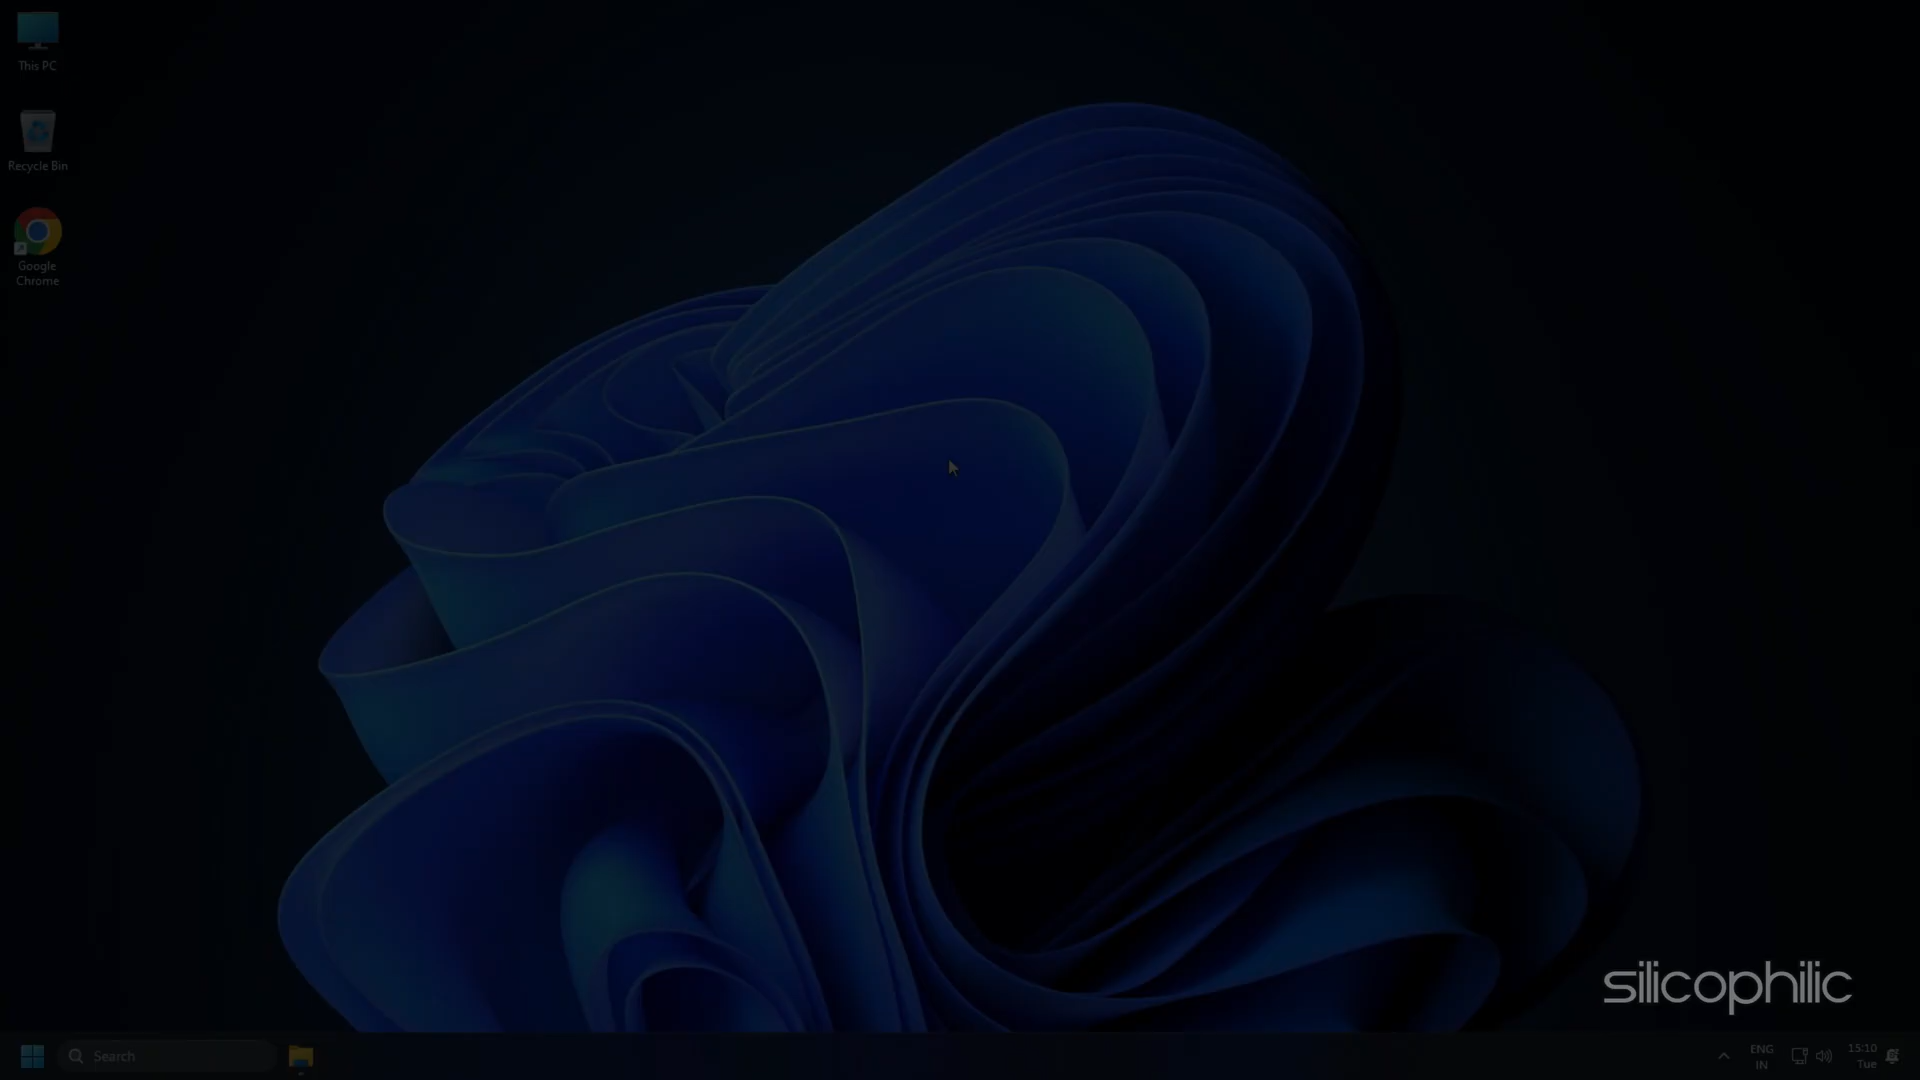 This PC
Recycle Bin
Google
Chrome
silicophilic
Search
ENG
IN
15:10
Tue